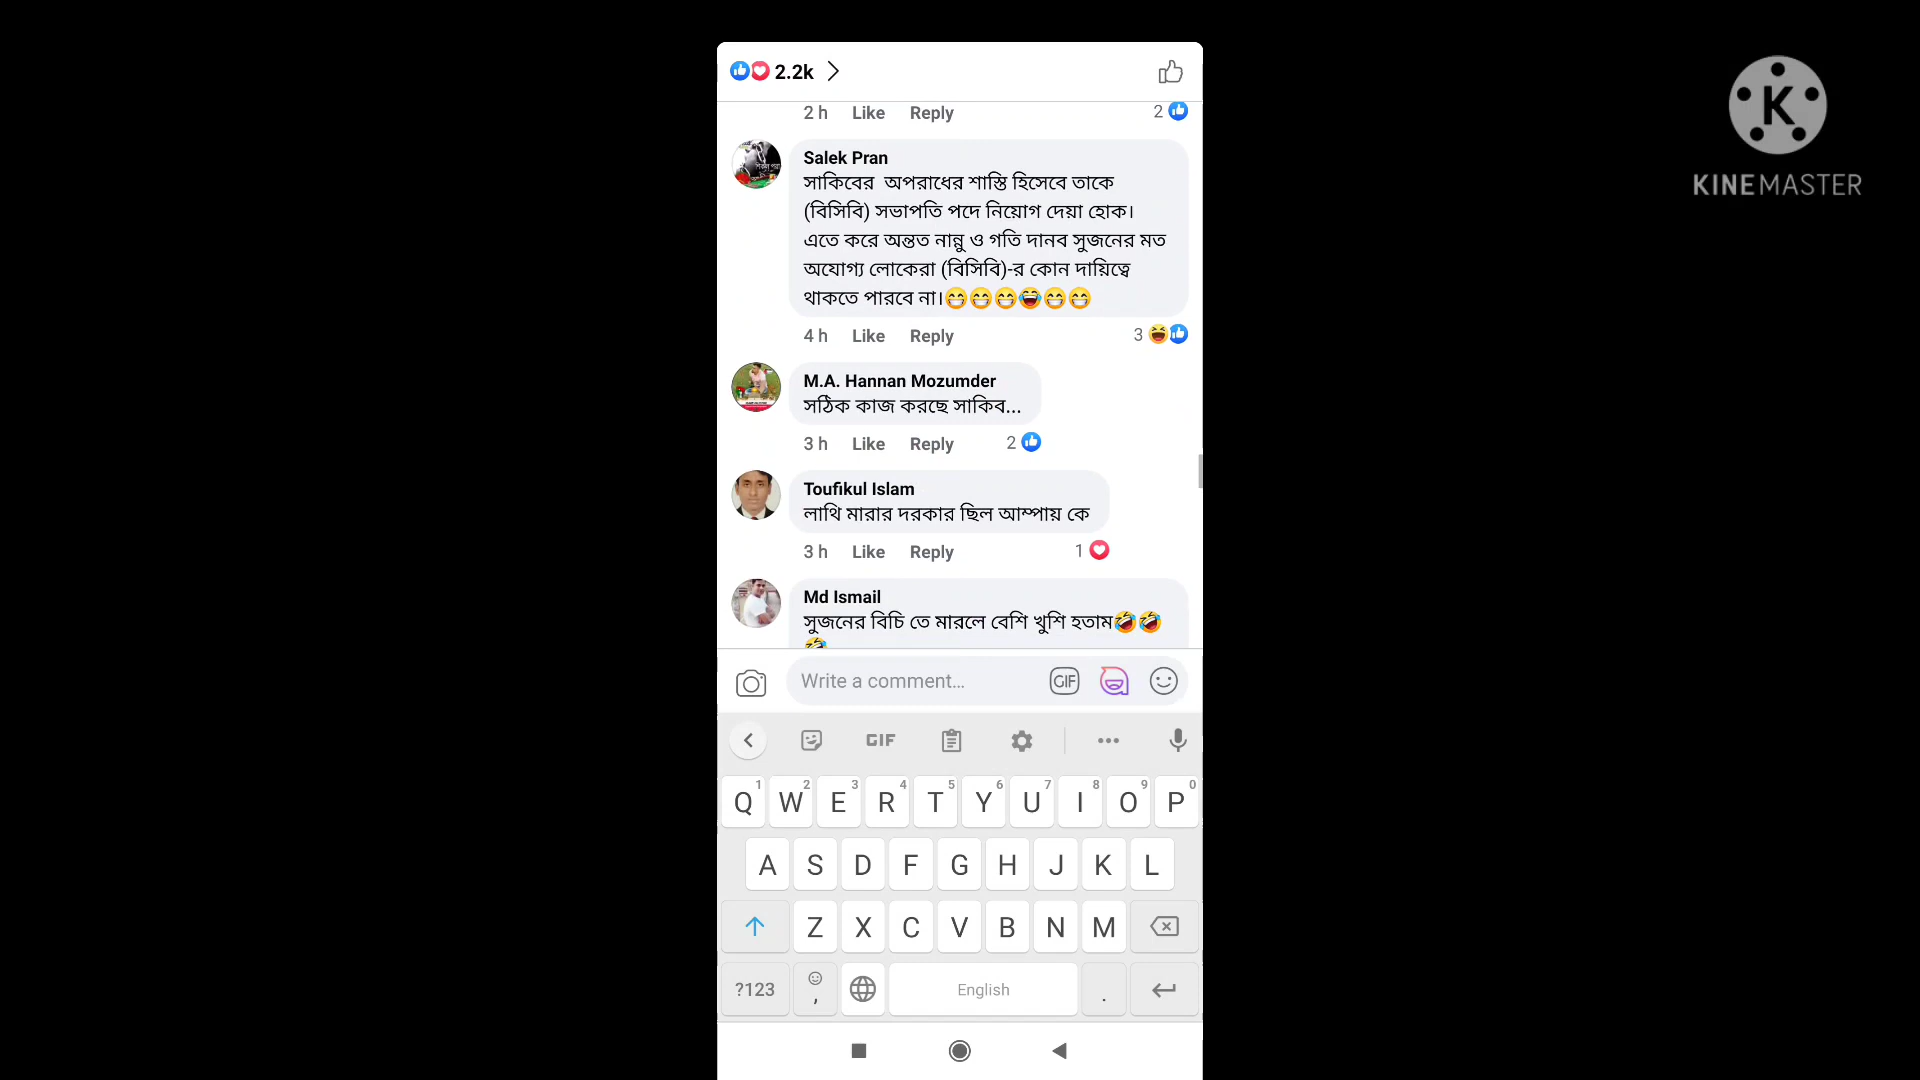 2.2k
2 h Like Reply 2
Salek Pran
সাকিবের অপরাধের শাস্তি হিসেবে তাকে
(বিসিবি) সভাপতি পদে নিয়োগ দেয়া হোক।
এতে করে অন্তত নান্নু ও গতি দানব সুজনের মত
অযোগ্য লোকেরা (বিসিবি)-র কোন দায়িত্বে
থাকতে পারবে না।😁😁😁😂😁😁
4 h Like Reply 3
M.A. Hannan Mozumder
সঠিক কাজ করছে সাকিব...
3 h Like Reply 2
Toufikul Islam
লাথি মারার দরকার ছিল আম্পায় কে
3 h Like Reply 1
Md Ismail
সুজনের বিচি তে মারলে বেশি খুশি হতাম🤣🤣
🤣
Write a comment... GIF
GIF
Q 1 W 2 E 3 R 4 T 5 Y 6 U 7 I 8 O 9 P 0
A S D F G H J K L
Z X C V B N M
?123 , English .
K
KINEMASTER